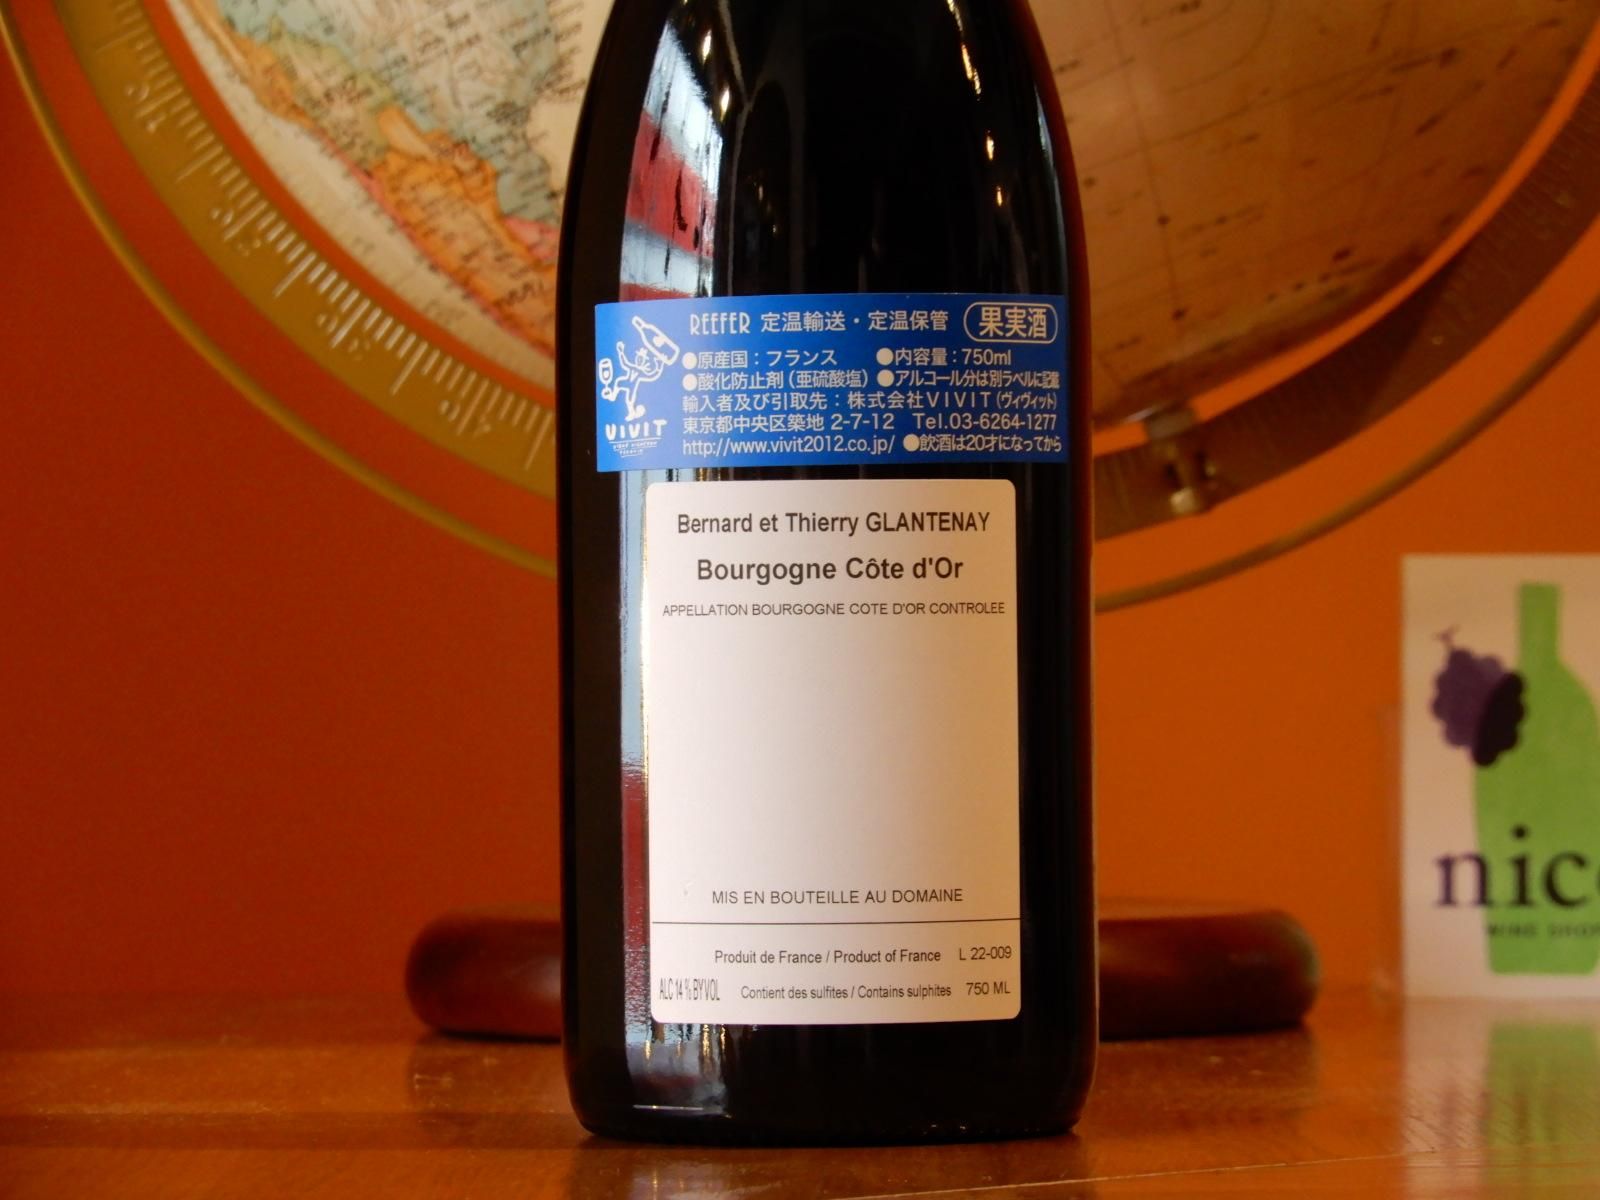 REEFER 定温輸送・定温保管 果実酒
●原産国：フランス ●内容量：750ml
●酸化防止剤（亜硫酸塩） ●アルコール分は別ラベルに記載
輸入者及び引取先：株式会社VIVIT（ヴィヴィット）
東京都中央区築地 2-7-12 Tel.03-6264-1277
http://www.vivit2012.co.jp/ ●飲酒は20才になってから
VIVIT
Bernard et Thierry GLANTENAY
Bourgogne Côte d'Or
APPELLATION BOURGOGNE COTE D'OR CONTROLEE
MIS EN BOUTEILLE AU DOMAINE
Produit de France / Product of France L 22-009
ALC 14 % BY VOL Contient des sulfites / Contains sulphites 750 ML
nico
WINE SHOP